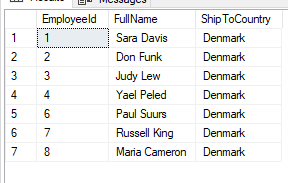 Messages
EmployeeId FullName ShipToCountry
1 1 Sara Davis Denmark
2 2 Don Funk Denmark
3 3 Judy Lew Denmark
4 4 Yael Peled Denmark
5 6 Paul Suurs Denmark
6 7 Russell King Denmark
7 8 Maria Cameron Denmark